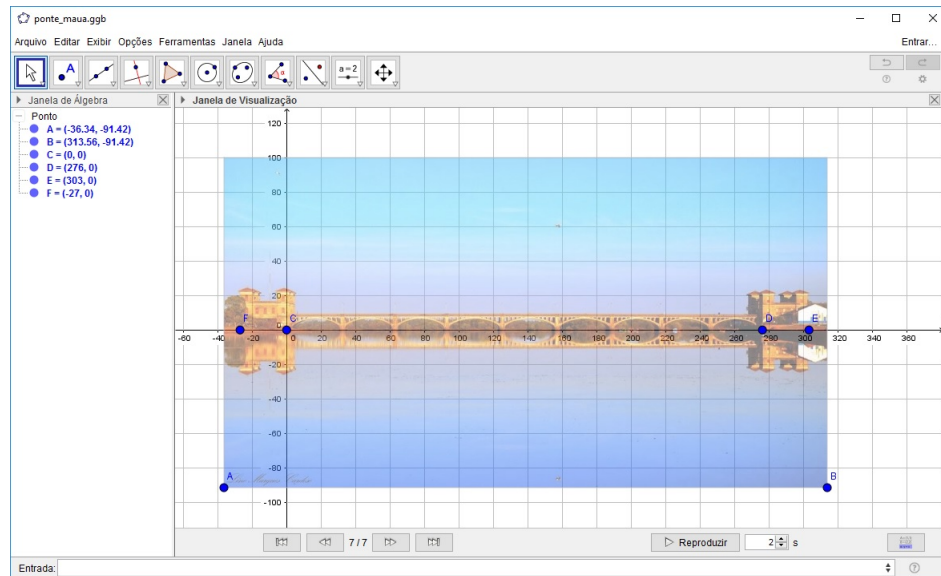 ponte_maua.ggb
Arquivo Editar Exibir Opções Ferramentas Janela Ajuda
Entrar...
A
a = 2
Janela de Álgebra
Janela de Visualização
Ponto
A = (-36.34, -91.42)
B = (313.56, -91.42)
C = (0, 0)
D = (276, 0)
E = (303, 0)
F = (-27, 0)
120
100
80
60
40
20
0
-20
-40
-60
-80
-100
-60 -40 -20 20 40 60 80 100 120 140 160 180 200 220 240 260 280 300 320 340 360
F C D E
A B
7 / 7
Reproduzir
2 s
Entrada: